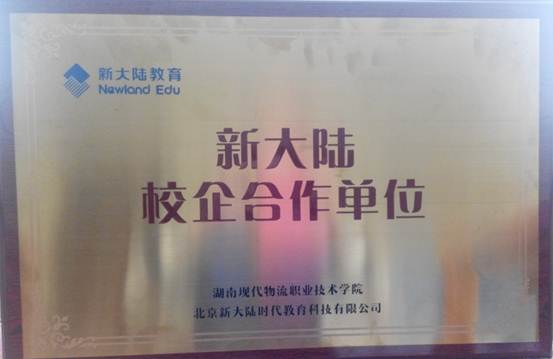 新大陆教育
Newland Edu
新大陆
校企合作单位
湖南现代物流职业技术学院
北京新大陆时代教育科技有限公司